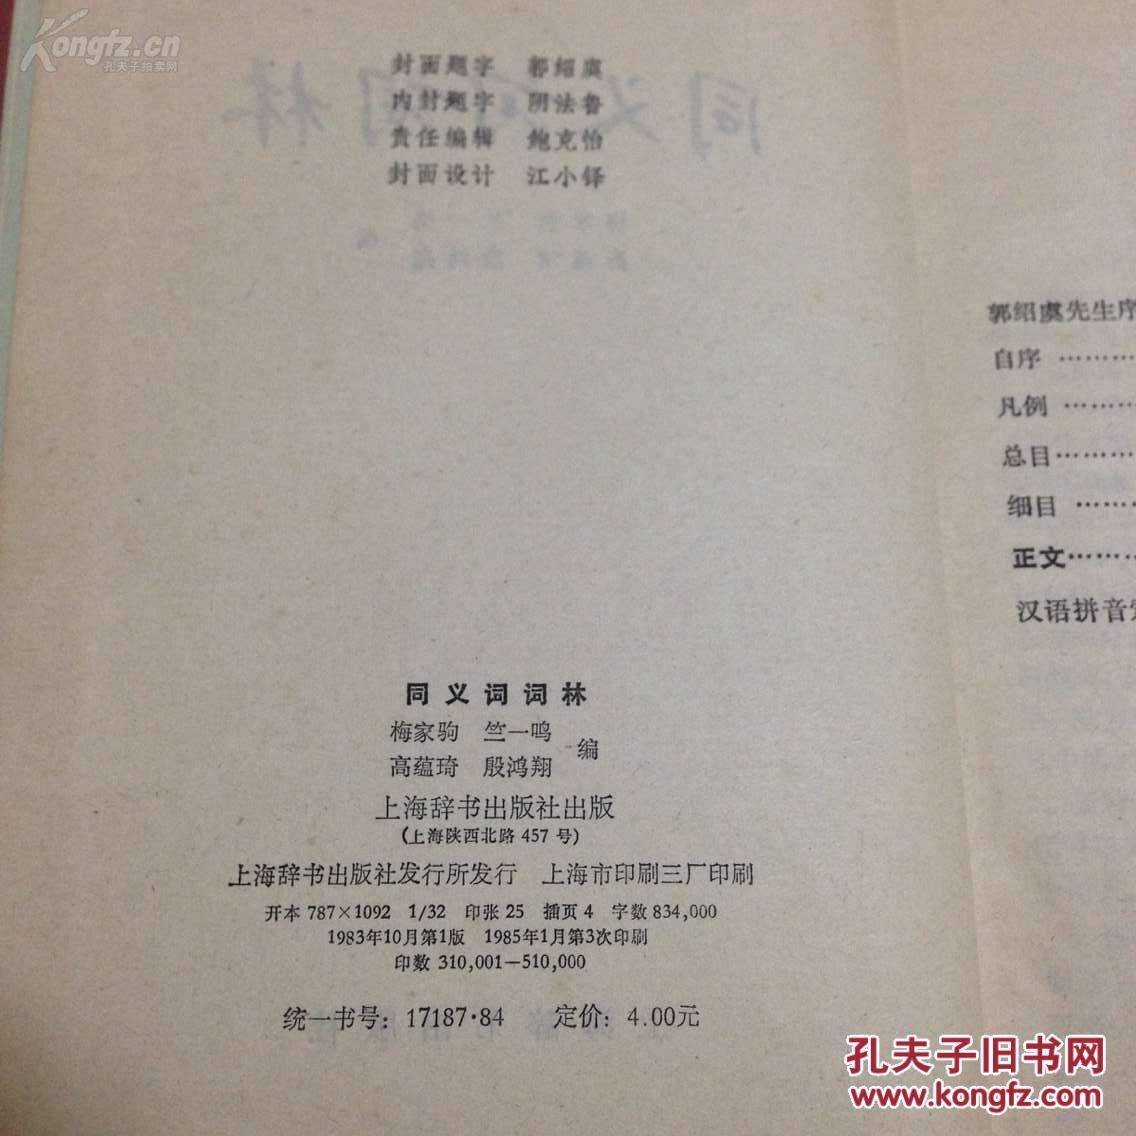 Kongfz.cn
孔夫子拍卖网
封面题字 郭绍虞
内封题字 阴法鲁
责任编辑 鲍克怡
封面设计 江小铎
同义词词林
梅家驹 竺一鸣
高蕴琦 殷鸿翔 编
上海辞书出版社出版
(上海陕西北路 457 号)
上海辞书出版社发行所发行 上海市印刷三厂印刷
开本 787×1092 1/32 印张 25 插页 4 字数 834,000
1983年10月第1版 1985年1月第3次印刷
印数 310,001—510,000
统一书号: 17187·84 定价: 4.00元
郭绍虞先生序
自序 ………
凡例 ………
总目………
细目 ………
正文………
汉语拼音
孔夫子旧书网
www.kongfz.com